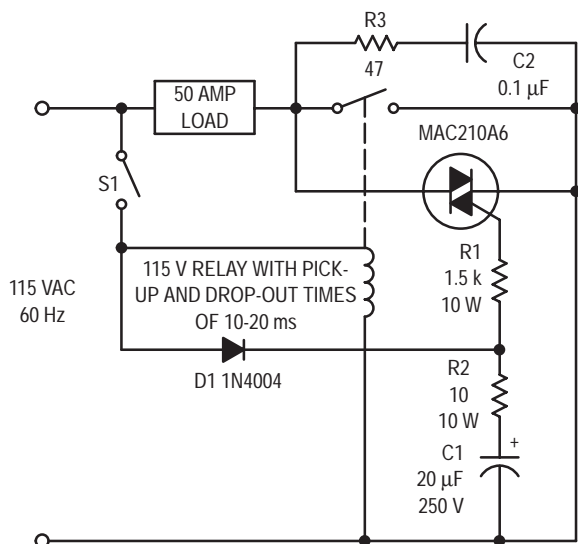 R3
47
C2
0.1 μF
50 AMP
LOAD
MAC210A6
S1
R1
1.5 k
10 W
115 VAC
60 Hz
115 V RELAY WITH PICK-
UP AND DROP-OUT TIMES
OF 10-20 ms
D1 1N4004
R2
10
10 W
C1
20 μF
250 V
+